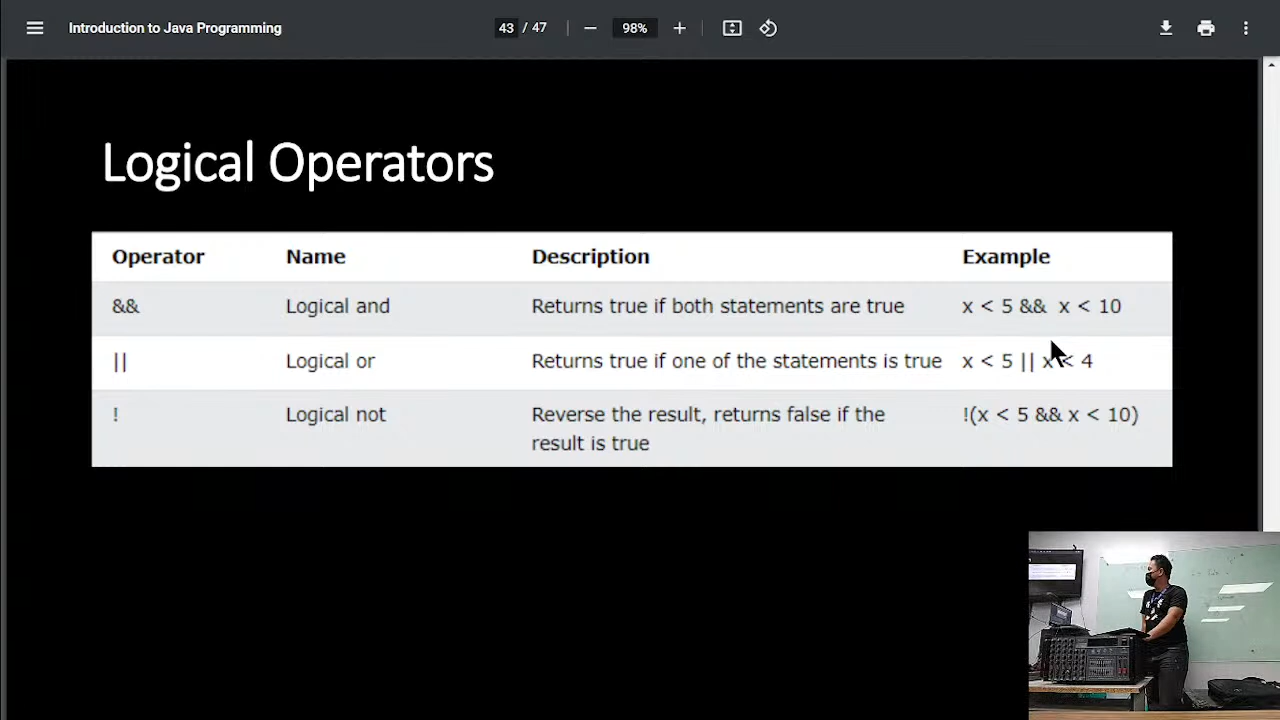 Introduction to Java Programming
43 / 47
98%
Logical Operators
Operator Name Description Example
&& Logical and Returns true if both statements are true x < 5 && x < 10
|| Logical or Returns true if one of the statements is true x < 5 || x < 4
! Logical not Reverse the result, returns false if the !(x < 5 && x < 10)
result is true